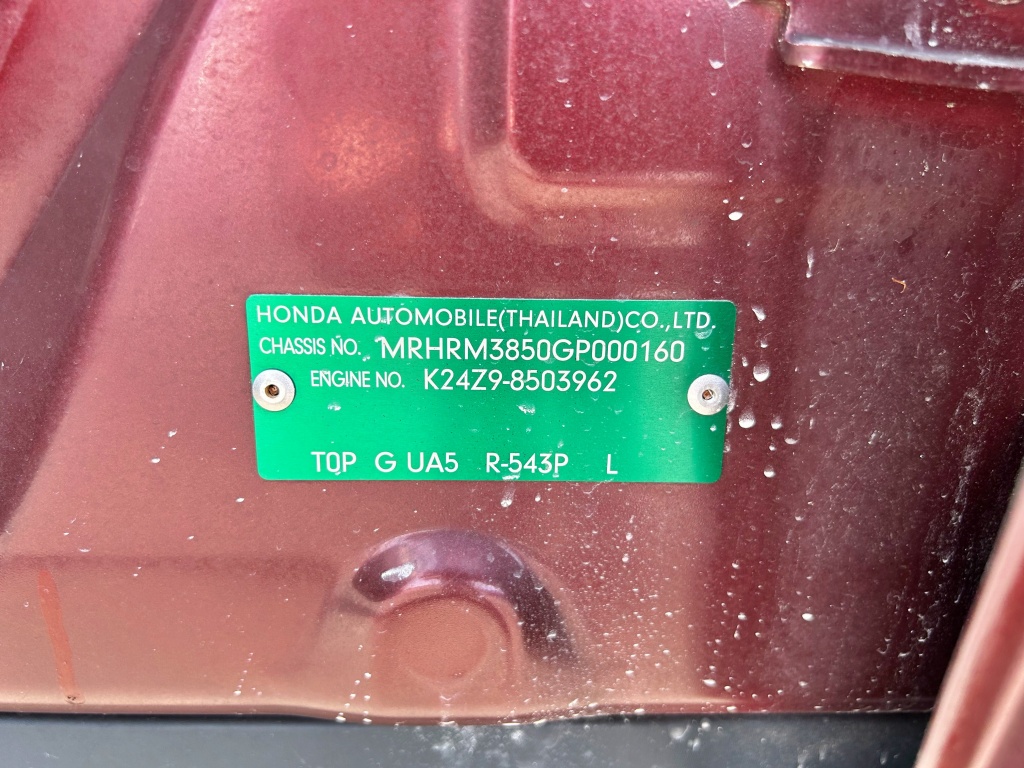 HONDA AUTOMOBILE(THAILAND)CO.,LTD.
CHASSIS NO. MRHRM3850GP000160
ENGINE NO. K24Z9-8503962
TOP G UA5 R-543P L